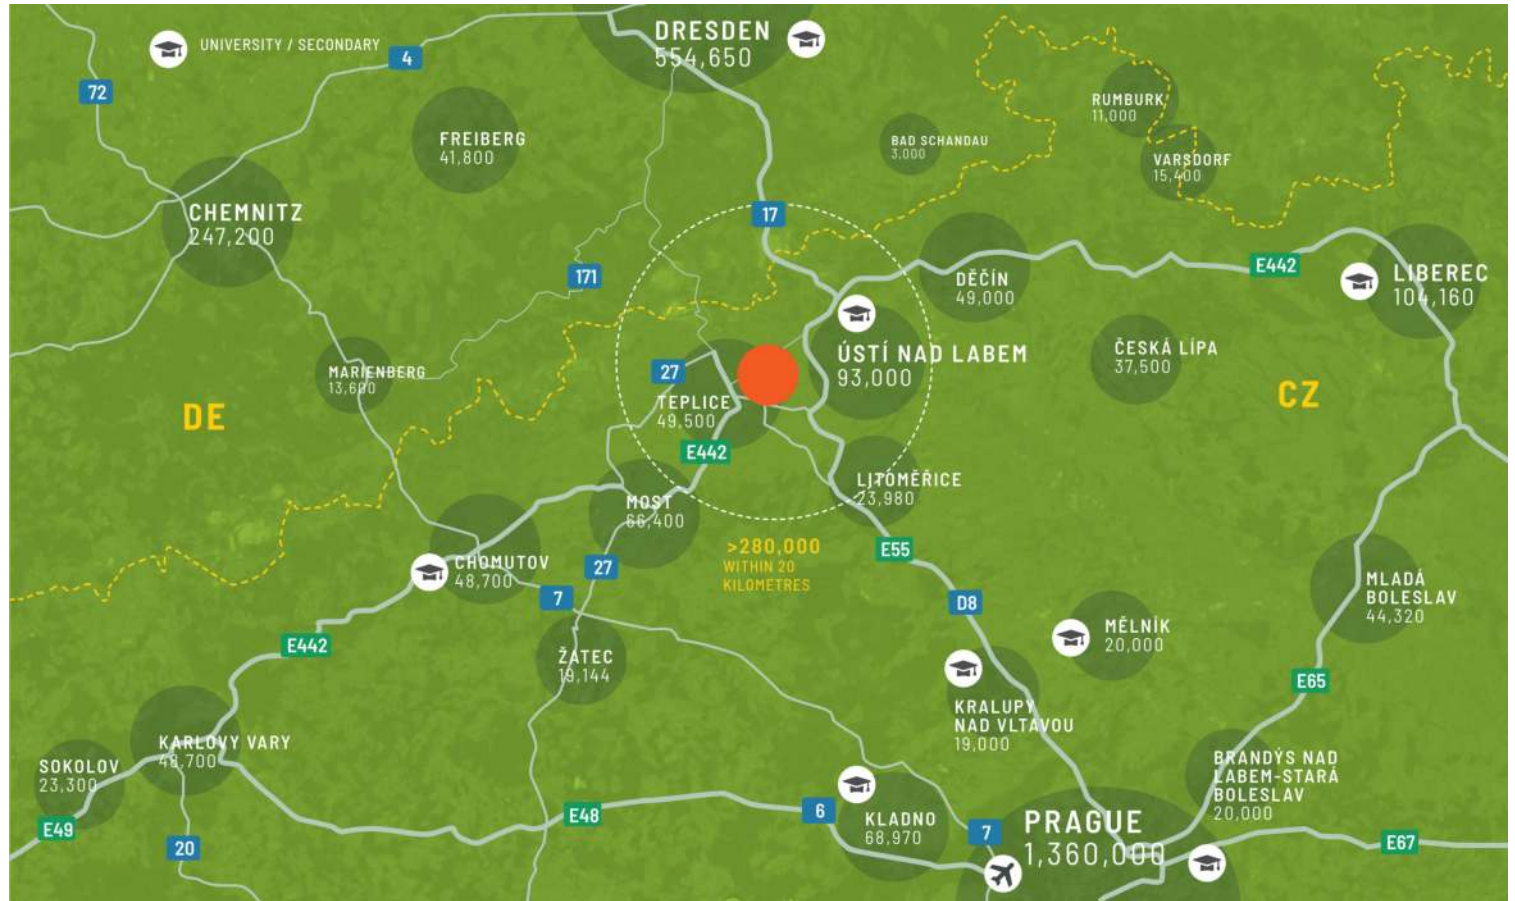 DRESDEN
554,650
UNIVERSITY / SECONDARY
4
72
RUMBURK
11,000
FREIBERG
41,800
BAD SCHANDAU
3,000
VARSDORF
15,400
CHEMNITZ
247,200
17
171
DĚČÍN
49,000
E442
LIBEREC
104,160
ÚSTÍ NAD LABEM
93,000
ČESKÁ LÍPA
37,500
MARIENBERG
13,600
27
TEPLICE
49,500
DE
CZ
E442
LITOMĚŘICE
23,980
MOST
66,400
>280,000
WITHIN 20
KILOMETRES
E55
CHOMUTOV
48,700
27
7
D8
MLADÁ
BOLESLAV
44,320
MĚLNÍK
20,000
E442
ŽATEC
19,144
E65
KRALUPY
NAD VLTAVOU
19,000
KARLOVY VARY
48,700
SOKOLOV
23,300
BRANDÝS NAD
LABEM-STARÁ
BOLESLAV
20,000
E49
20
E48
6
KLADNO
68,970
7
PRAGUE
1,360,000
E67